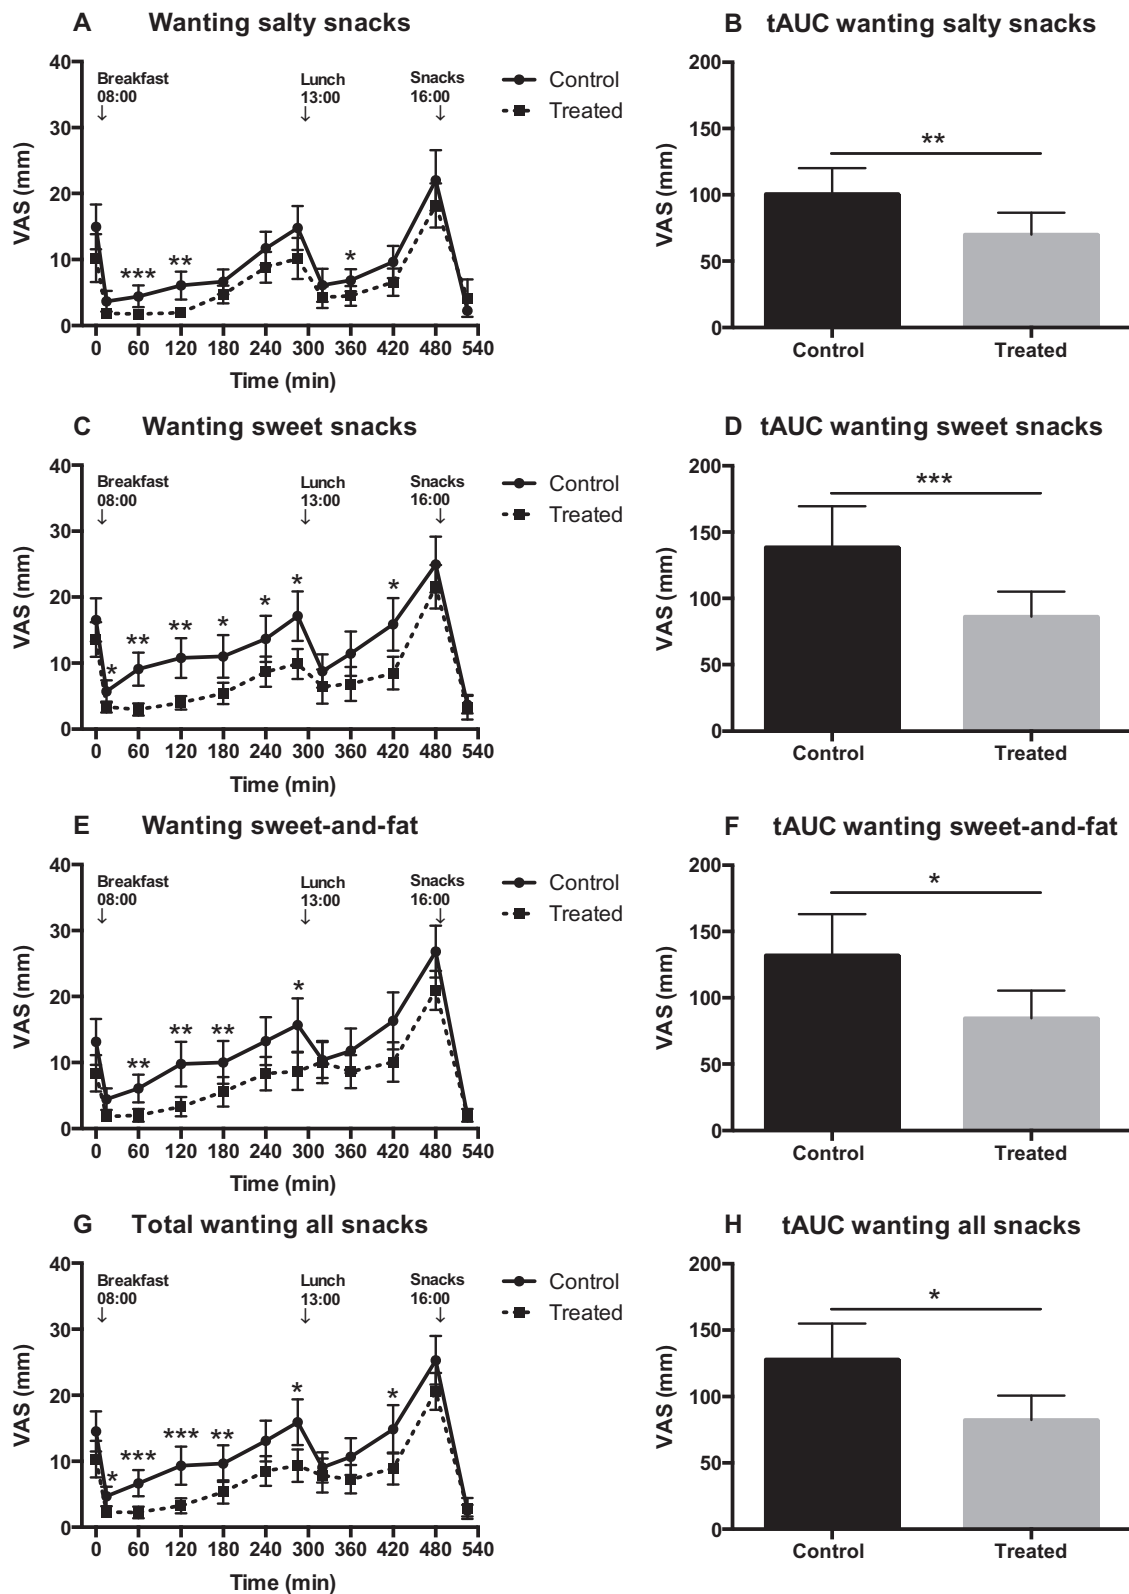 A Wanting salty snacks
40
30
20
10
0
VAS (mm)
Breakfast
08:00
↓
Lunch
13:00
↓
Snacks
16:00
↓
Control
Treated
***
**
*
0 60 120 180 240 300 360 420 480 540
Time (min)
B tAUC wanting salty snacks
200
150
100
50
0
VAS (mm)
**
Control Treated
C Wanting sweet snacks
40
30
20
10
0
VAS (mm)
Breakfast
08:00
↓
Lunch
13:00
↓
Snacks
16:00
↓
Control
Treated
*
**
**
*
*
*
*
0 60 120 180 240 300 360 420 480 540
Time (min)
D tAUC wanting sweet snacks
200
150
100
50
0
VAS (mm)
***
Control Treated
E Wanting sweet-and-fat
40
30
20
10
0
VAS (mm)
Breakfast
08:00
↓
Lunch
13:00
↓
Snacks
16:00
↓
Control
Treated
**
**
**
*
0 60 120 180 240 300 360 420 480 540
Time (min)
F tAUC wanting sweet-and-fat
200
150
100
50
0
VAS (mm)
*
Control Treated
G Total wanting all snacks
40
30
20
10
0
VAS (mm)
Breakfast
08:00
↓
Lunch
13:00
↓
Snacks
16:00
↓
Control
Treated
*
***
***
**
*
*
0 60 120 180 240 300 360 420 480 540
Time (min)
H tAUC wanting all snacks
200
150
100
50
0
VAS (mm)
*
Control Treated